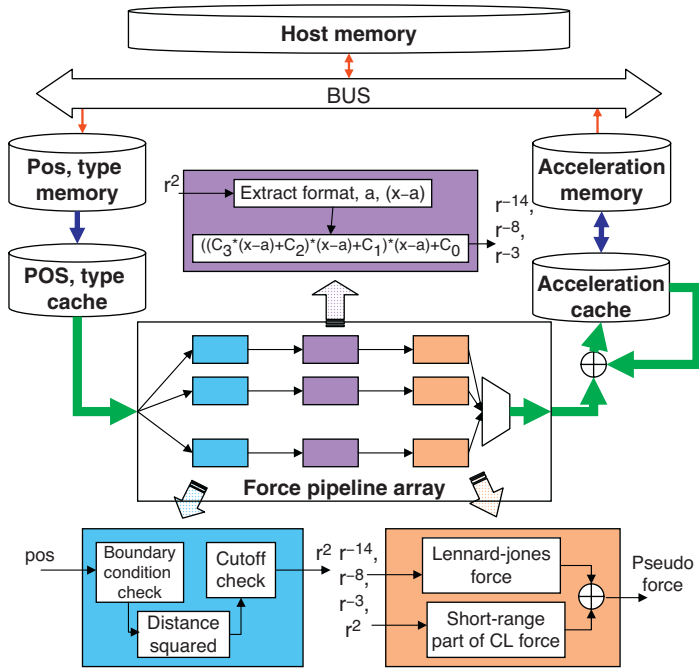 Host memory
BUS
Pos, type
memory
Acceleration
memory
r²
Extract format, a, (x−a)
((C₃*(x−a)+C₂)*(x−a)+C₁)*(x−a)+C₀
r⁻¹⁴,
r⁻⁸,
r⁻³
POS, type
cache
Acceleration
cache
Force pipeline array
pos
Boundary
condition
check
Cutoff
check
Distance
squared
r² r⁻¹⁴,
r⁻⁸,
r⁻³,
r²
Lennard-jones
force
Short-range
part of CL force
Pseudo
force